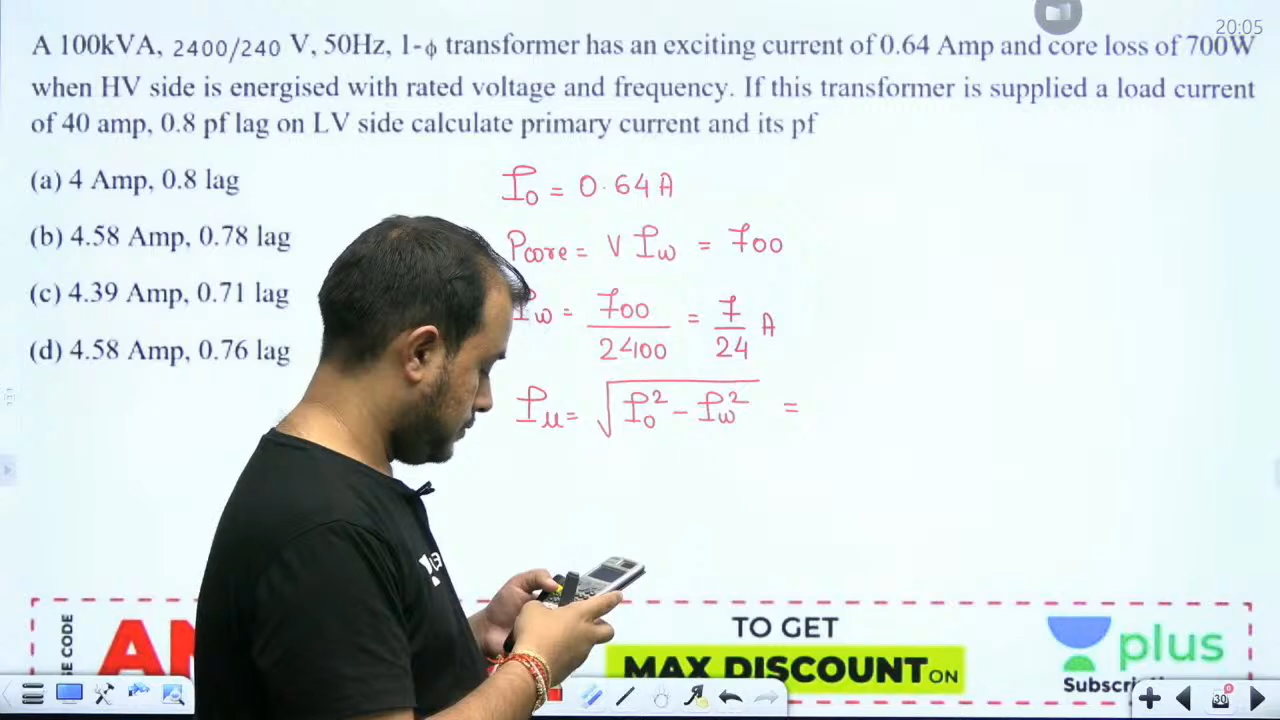 20:05
A 100kVA, 2400/240 V, 50Hz, 1-ϕ transformer has an exciting current of 0.64 Amp and core loss of 700W
when HV side is energised with rated voltage and frequency. If this transformer is supplied a load current
of 40 amp, 0.8 pf lag on LV side calculate primary current and its pf
(a) 4 Amp, 0.8 lag
(b) 4.58 Amp, 0.78 lag
(c) 4.39 Amp, 0.71 lag
(d) 4.58 Amp, 0.76 lag
I₀ = 0.64 A
Pcore = V Iw = 700
Iw = 700/2400 = 7/24 A
Iμ = √(I₀² - Iw²) =
CODE
TO GET
MAX DISCOUNT ON
plus
30